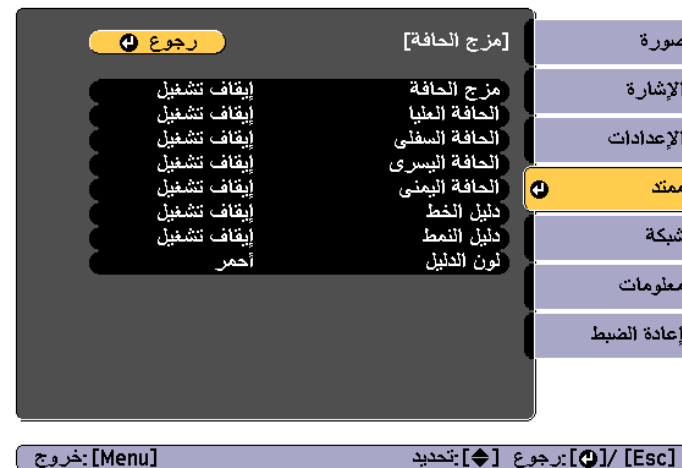 [مزج الحافة] رجوع
مزج الحافة إيقاف تشغيل
الحافة العليا إيقاف تشغيل
الحافة السفلى إيقاف تشغيل
الحافة اليسرى إيقاف تشغيل
الحافة اليمنى إيقاف تشغيل
دليل الخط إيقاف تشغيل
دليل النمط إيقاف تشغيل
لون الدليل أحمر
صورة
الإشارة
الإعدادات
ممتد
شبكة
معلومات
إعادة الضبط
[Esc] /[⏎]:رجوع [◆]:تحديد [Menu]:خروج